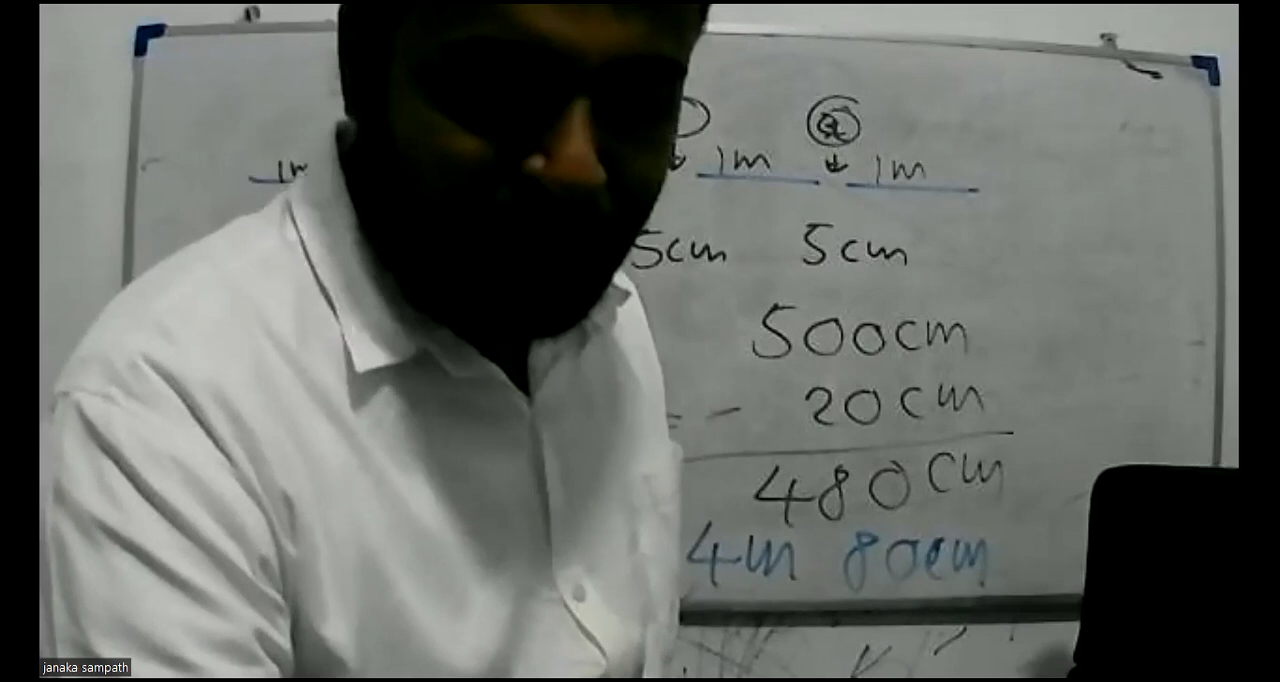 1m 1m
5cm 5cm
500cm
- 20cm
480cm
4m 80cm
janaka sampath